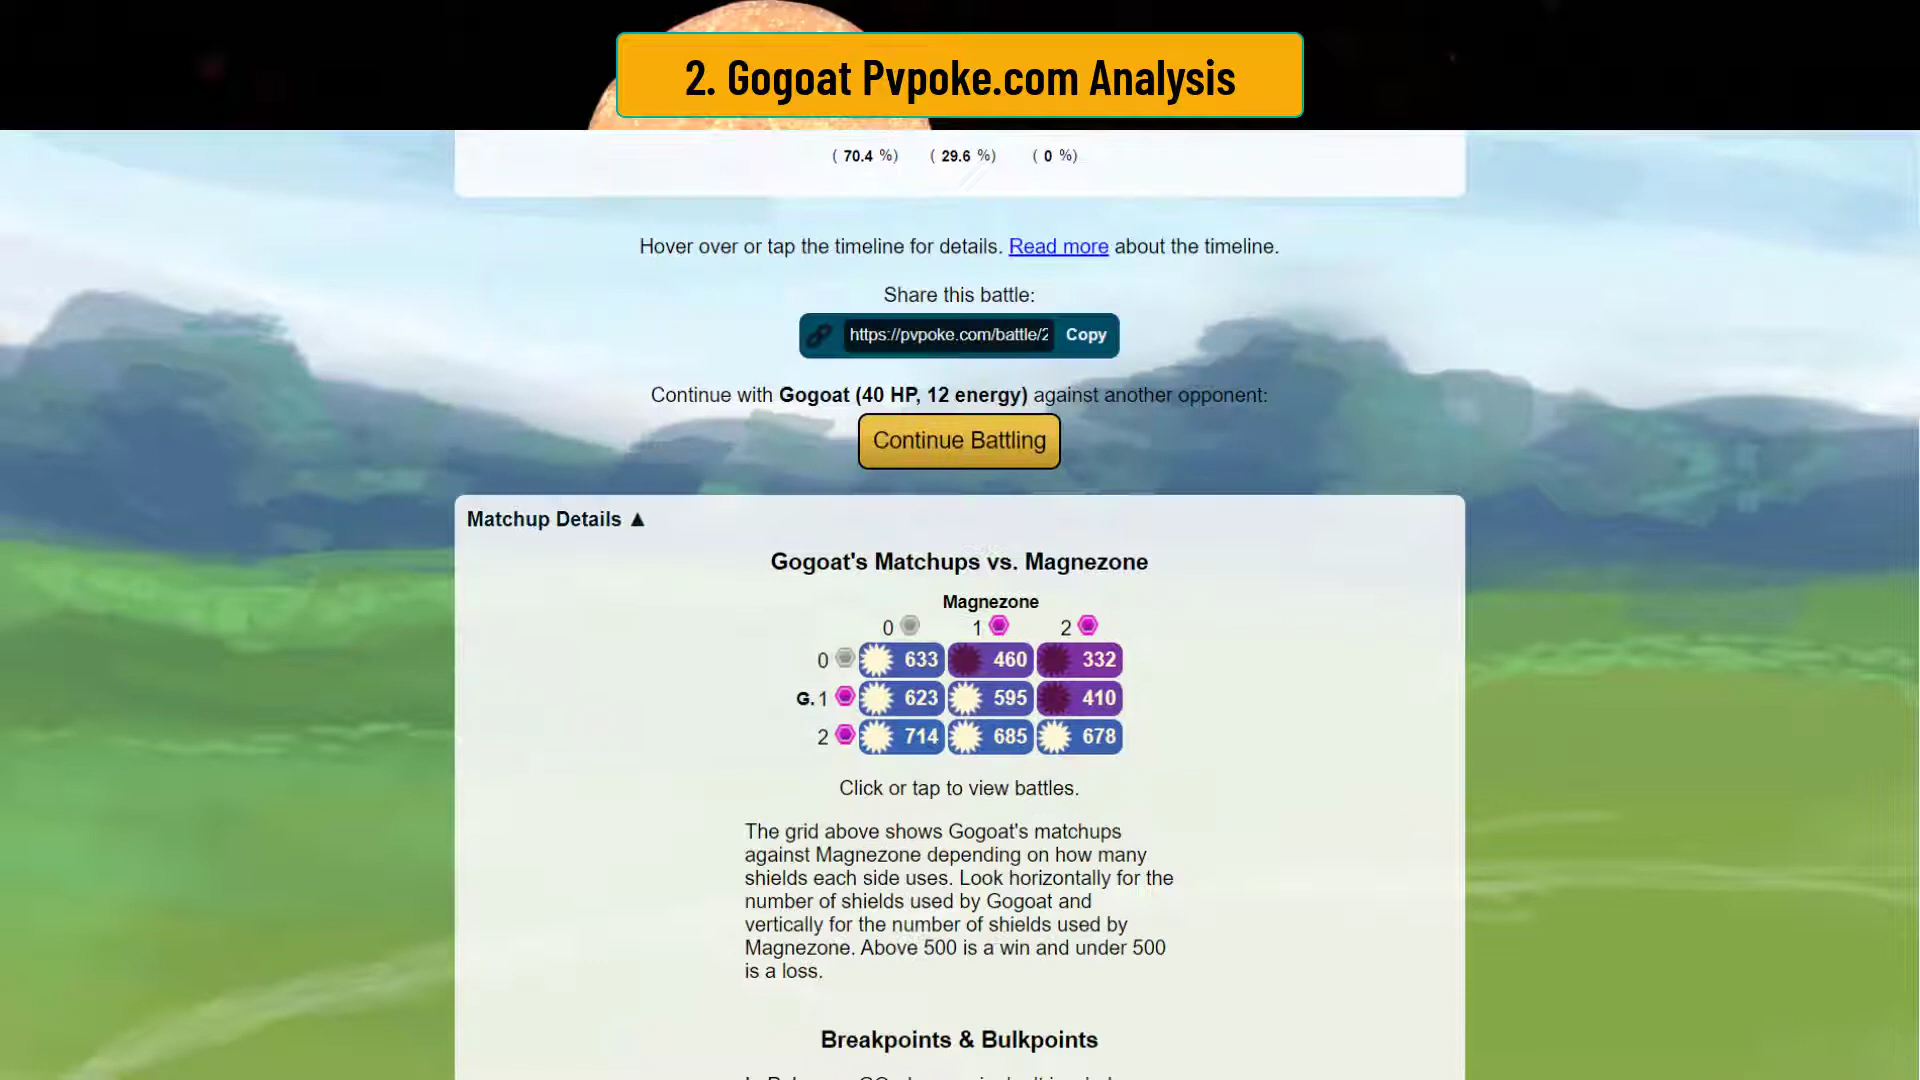 2. Gogoat Pvpoke.com Analysis
( 70.4 %) ( 29.6 %) ( 0 %)
Hover over or tap the timeline for details. Read more about the timeline.
Share this battle:
https://pvpoke.com/battle/2 Copy
Continue with Gogoat (40 HP, 12 energy) against another opponent:
Continue Battling
Matchup Details ▲
Gogoat's Matchups vs. Magnezone
Magnezone
0 1 2
0 633 460 332
G. 1 623 595 410
2 714 685 678
Click or tap to view battles.
The grid above shows Gogoat's matchups
against Magnezone depending on how many
shields each side uses. Look horizontally for the
number of shields used by Gogoat and
vertically for the number of shields used by
Magnezone. Above 500 is a win and under 500
is a loss.
Breakpoints & Bulkpoints